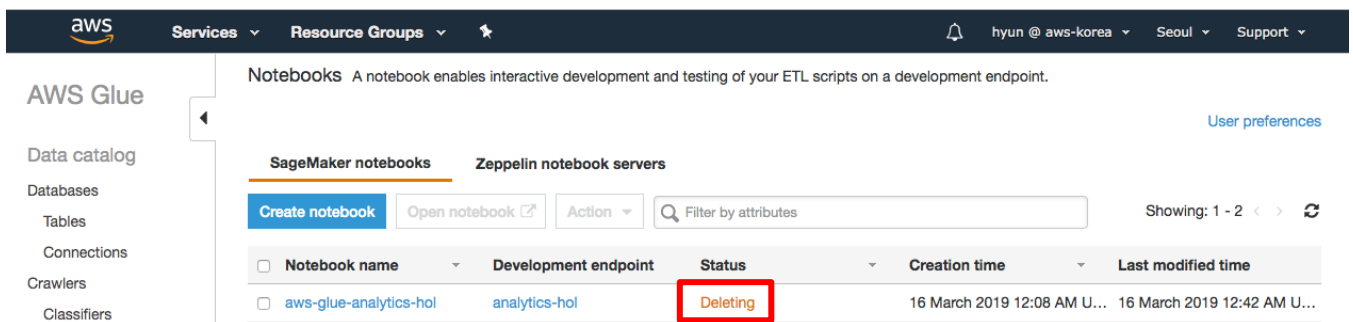 aws Services Resource Groups hyun @ aws-korea Seoul Support
AWS Glue
Notebooks A notebook enables interactive development and testing of your ETL scripts on a development endpoint.
User preferences
Data catalog
Databases
Tables
Connections
Crawlers
Classifiers
SageMaker notebooks Zeppelin notebook servers
Create notebook Open notebook Action Filter by attributes Showing: 1 - 2 < >
Notebook name Development endpoint Status Creation time Last modified time
aws-glue-analytics-hol analytics-hol Deleting 16 March 2019 12:08 AM U... 16 March 2019 12:42 AM U...